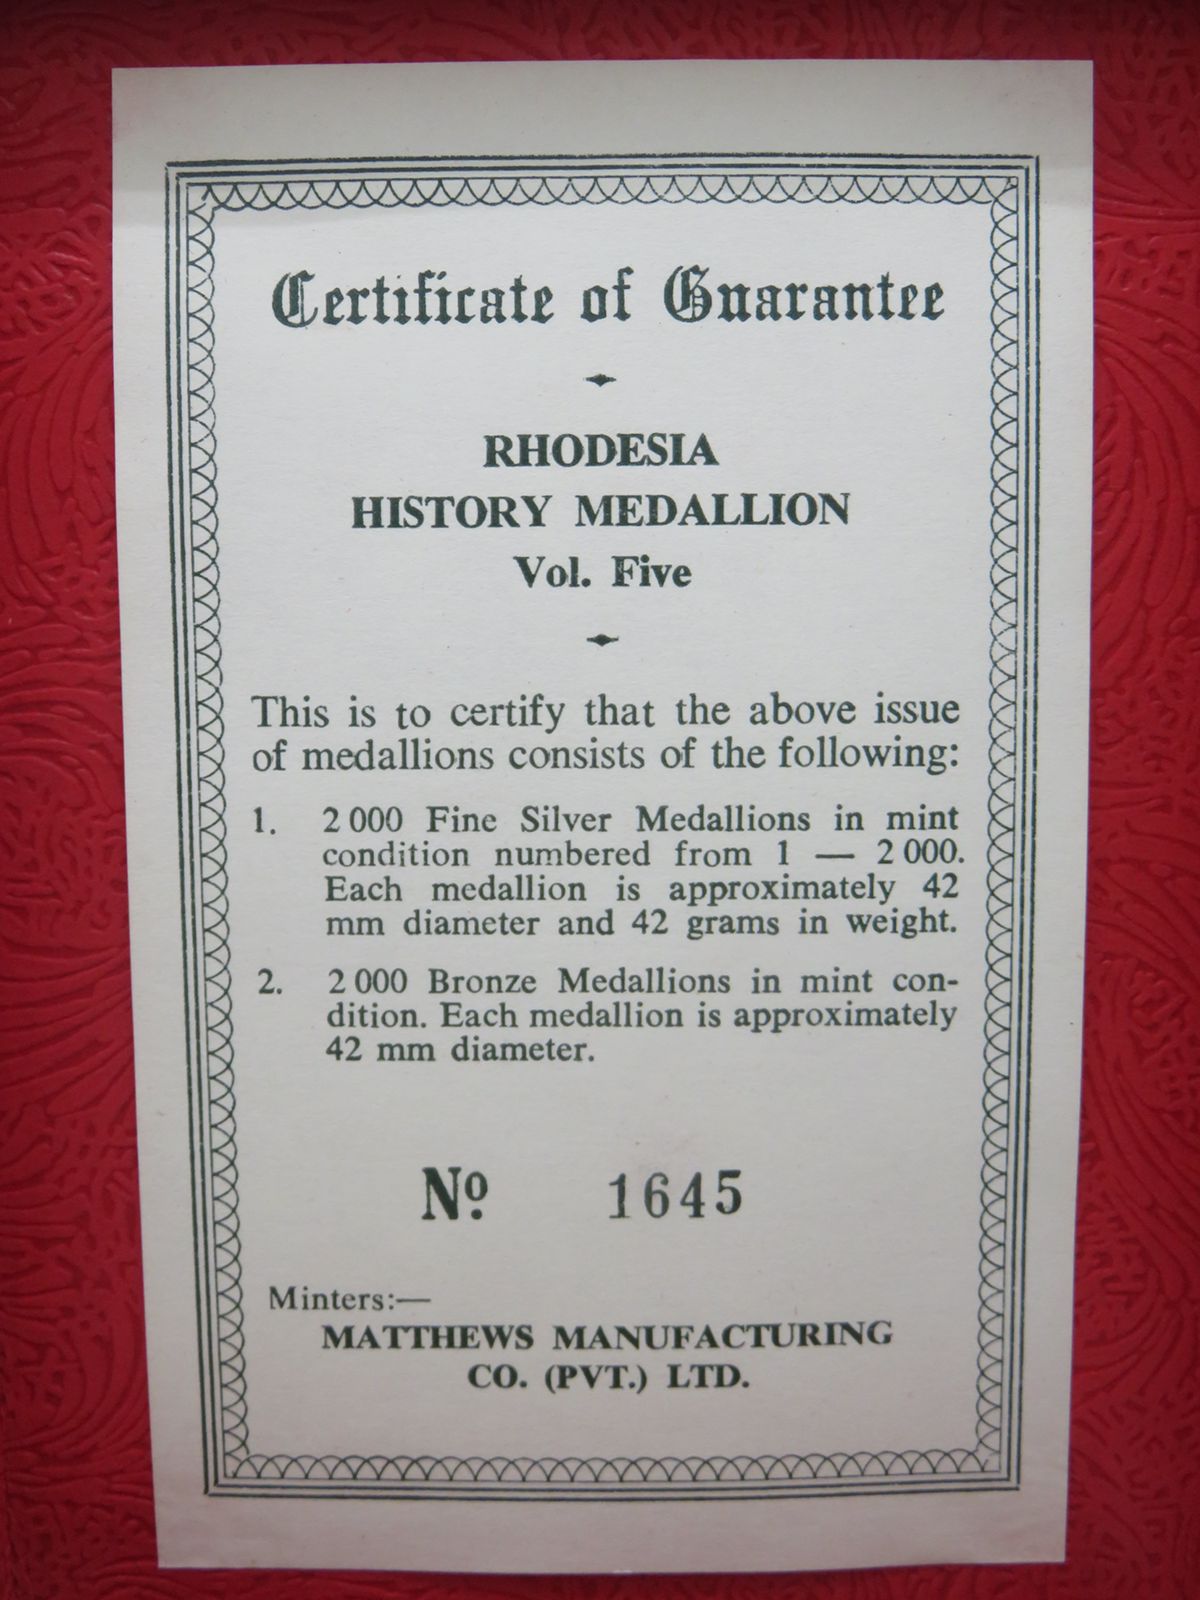 Certificate of Guarantee
RHODESIA
HISTORY MEDALLION
Vol. Five
This is to certify that the above issue
of medallions consists of the following:
1. 2 000 Fine Silver Medallions in mint
condition numbered from 1 — 2 000.
Each medallion is approximately 42
mm diameter and 42 grams in weight.
2. 2 000 Bronze Medallions in mint con-
dition. Each medallion is approximately
42 mm diameter.
Nº 1645
Minters:—
MATTHEWS MANUFACTURING
CO. (PVT.) LTD.